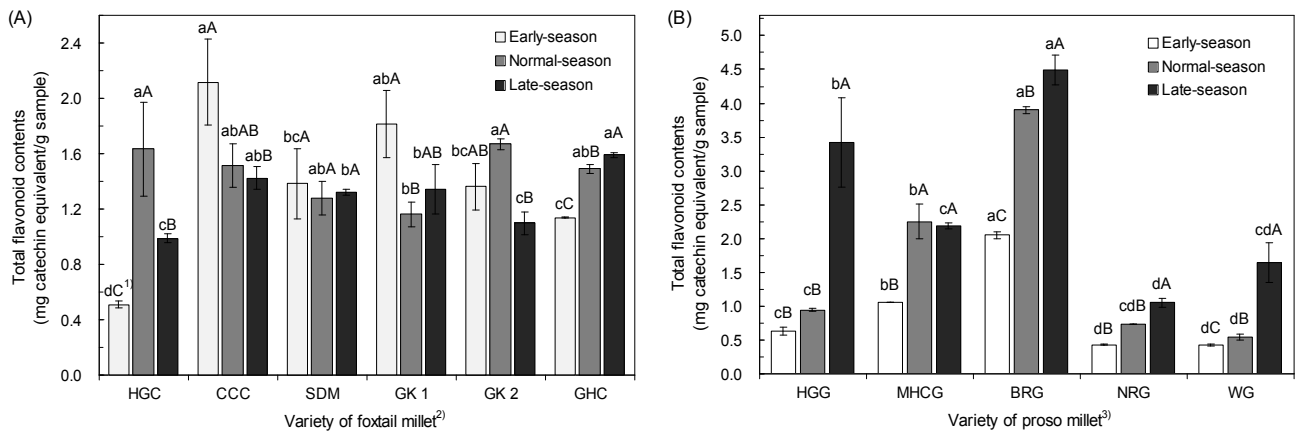 (A)
Total flavonoid contents
(mg catechin equivalent/g sample)
2.4
2.0
1.6
1.2
0.8
0.4
0.0
Early-season
Normal-season
Late-season
dC1)
aA
cB
aA
abAB
abB
bcA
abA
bA
abA
bB
bAB
bcAB
aA
cB
cC
abB
aA
HGC CCC SDM GK 1 GK 2 GHC
Variety of foxtail millet2)
(B)
Total flavonoid contents
(mg catechin equivalent/g sample)
5.0
4.5
4.0
3.5
3.0
2.5
2.0
1.5
1.0
0.5
0.0
Early-season
Normal-season
Late-season
cB
cB
bA
bB
bA
cA
aC
aB
aA
dB
cdB
dA
dC
dB
cdA
HGG MHCG BRG NRG WG
Variety of proso millet3)